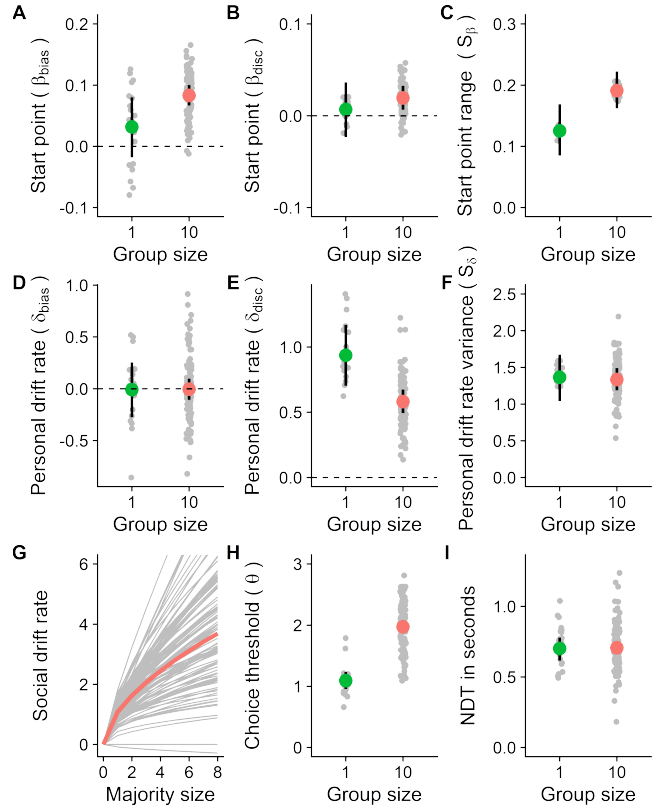 A
Start point ( βbias)
0.2
0.1
0.0
-0.1
1
10
Group size
B
Start point ( βdisc)
0.1
0.0
-0.1
1
10
Group size
C
Start point range ( Sβ)
0.3
0.2
0.1
0.0
1
10
Group size
D
Personal drift rate ( δbias)
1.0
0.5
0.0
-0.5
1
10
Group size
E
Personal drift rate ( δdisc)
1.0
0.5
0.0
1
10
Group size
F
Personal drift rate variance ( Sδ)
2.5
2.0
1.5
1.0
0.5
0.0
1
10
Group size
G
Social drift rate
6
4
2
0
0 2 4 6 8
Majority size
H
Choice threshold ( θ )
3
2
1
0
1
10
Group size
I
NDT in seconds
1.0
0.5
0.0
1
10
Group size